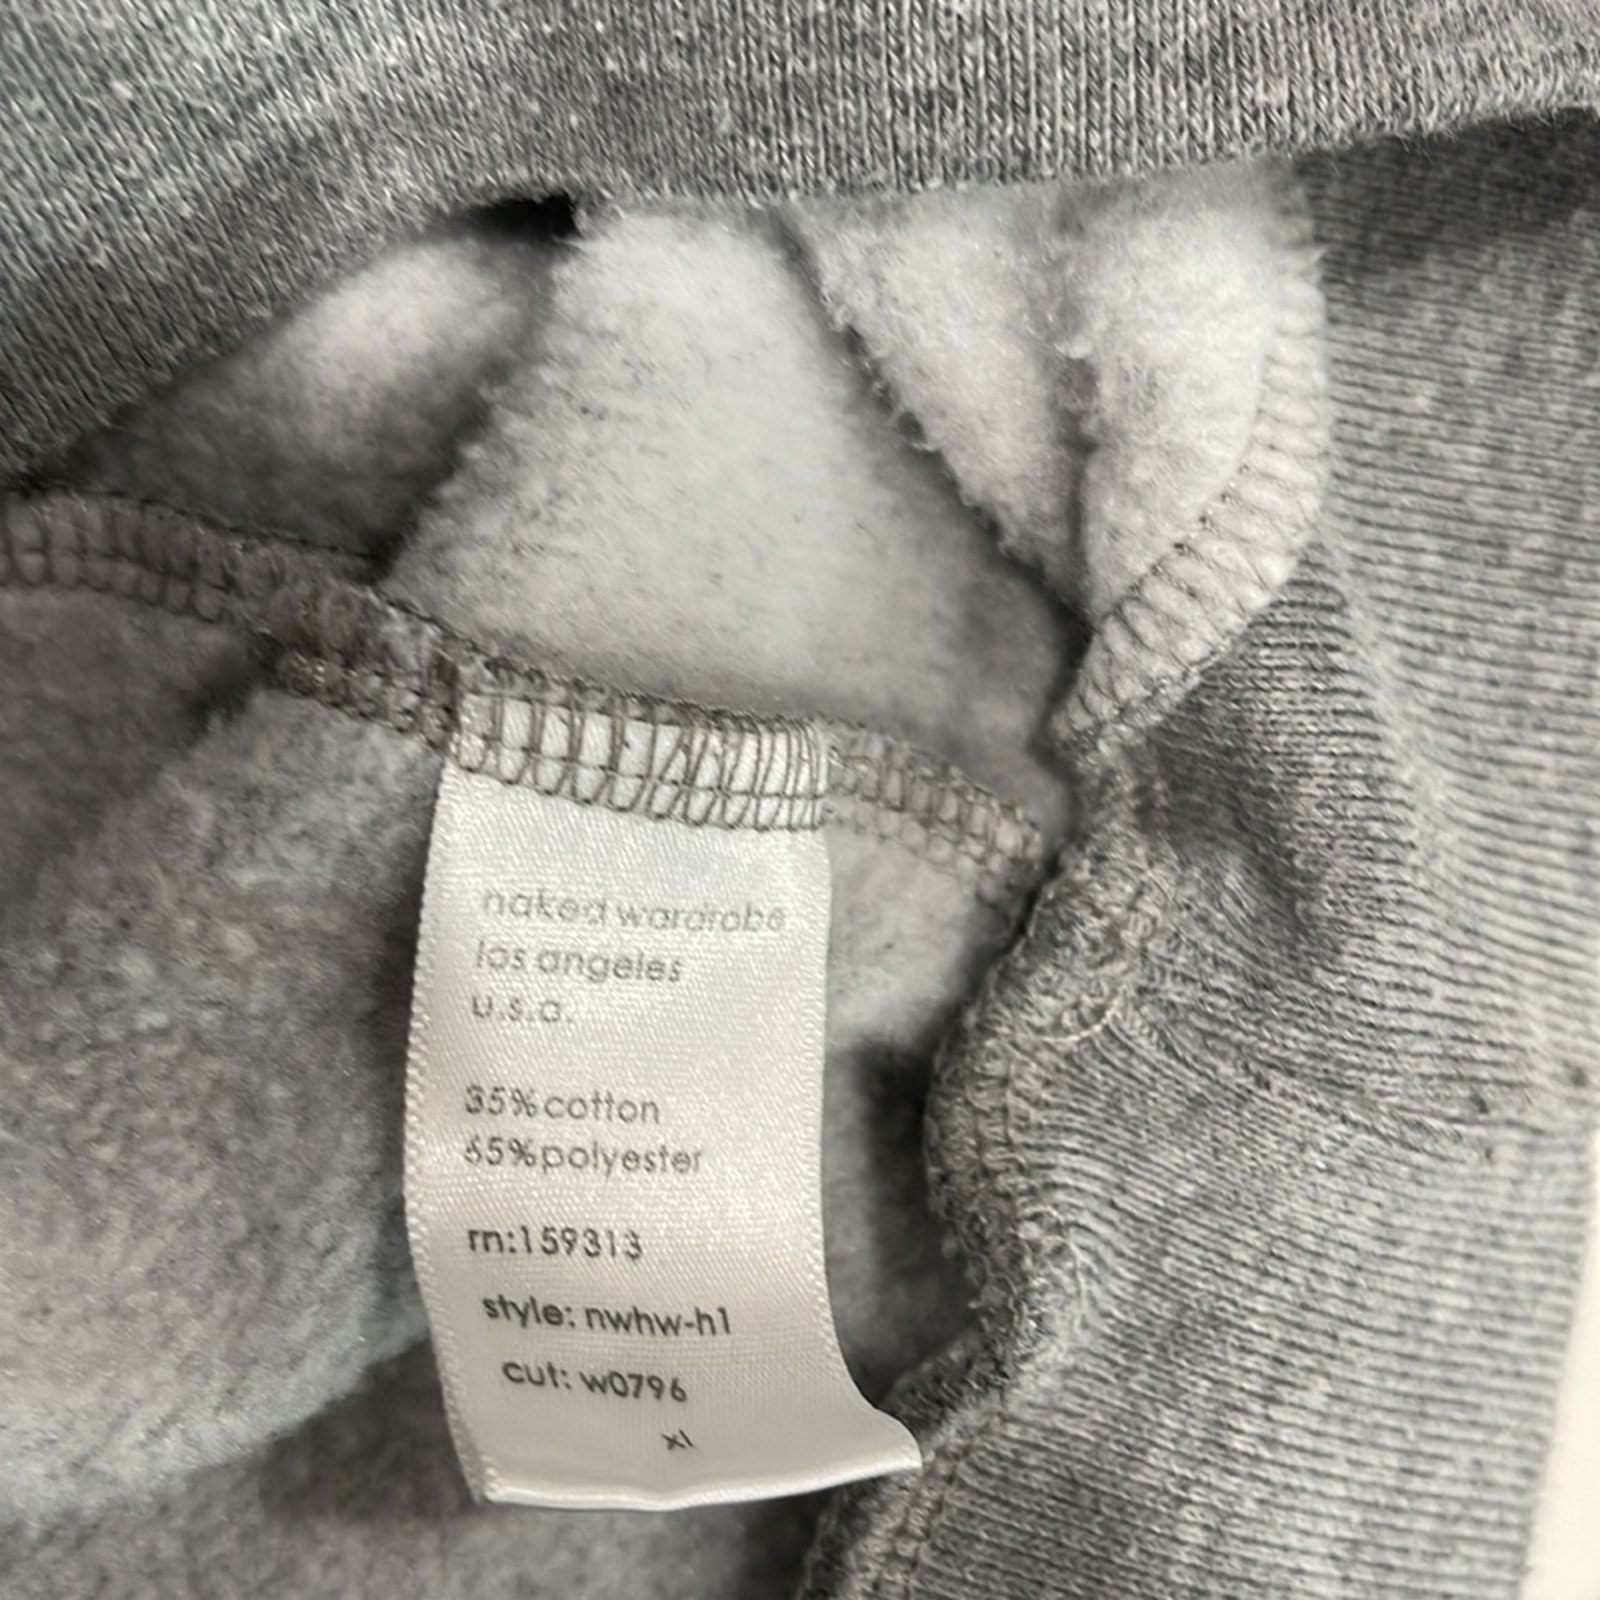 naked wardrobe
los angeles
u.s.a.
35%cotton
65%polyester
rn:159313
style: nwhw-h1
cut: w0796
xl